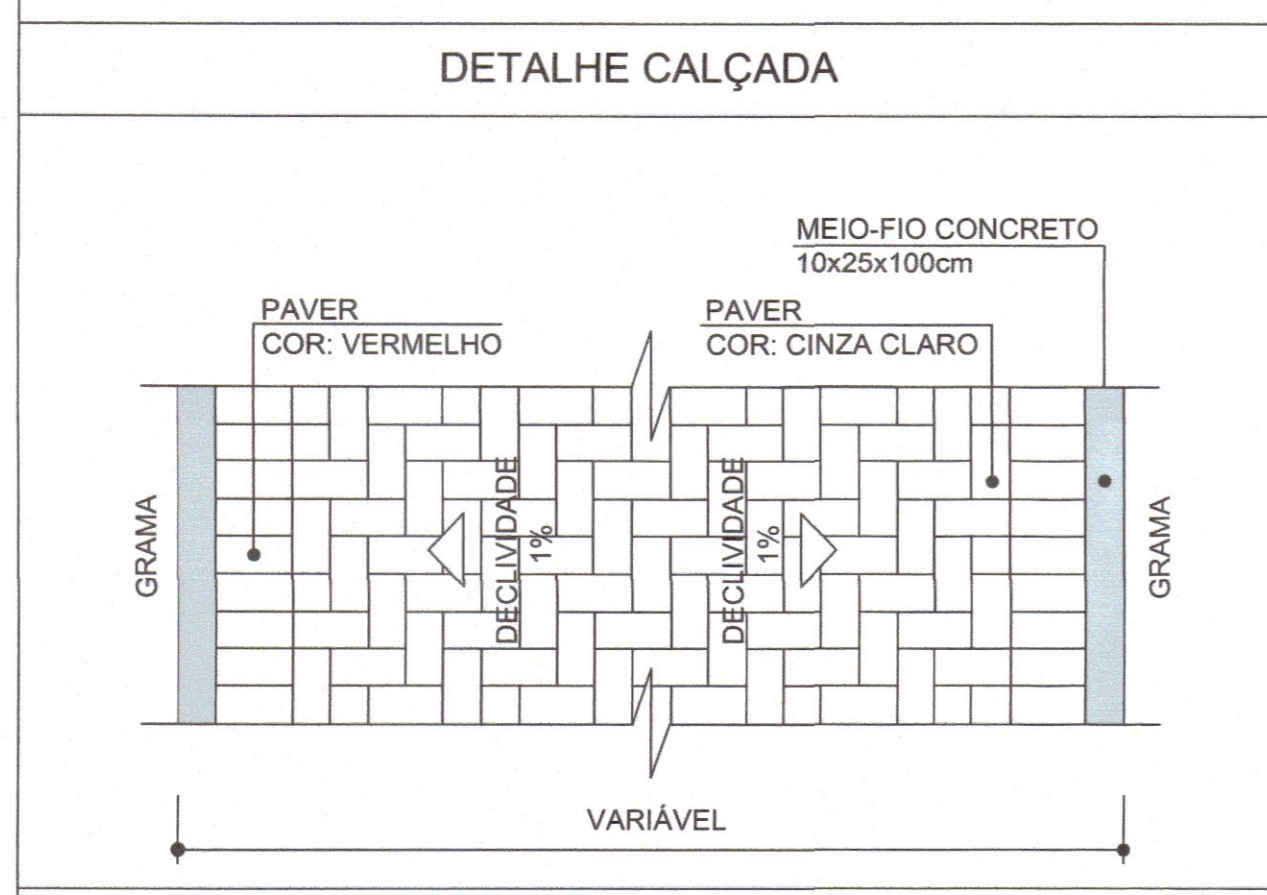 DETALHE CALÇADA
MEIO-FIO CONCRETO
10x25x100cm
PAVER
COR: VERMELHO
PAVER
COR: CINZA CLARO
GRAMA
DECLIVIDADE
1%
DECLIVIDADE
1%
GRAMA
VARIÁVEL